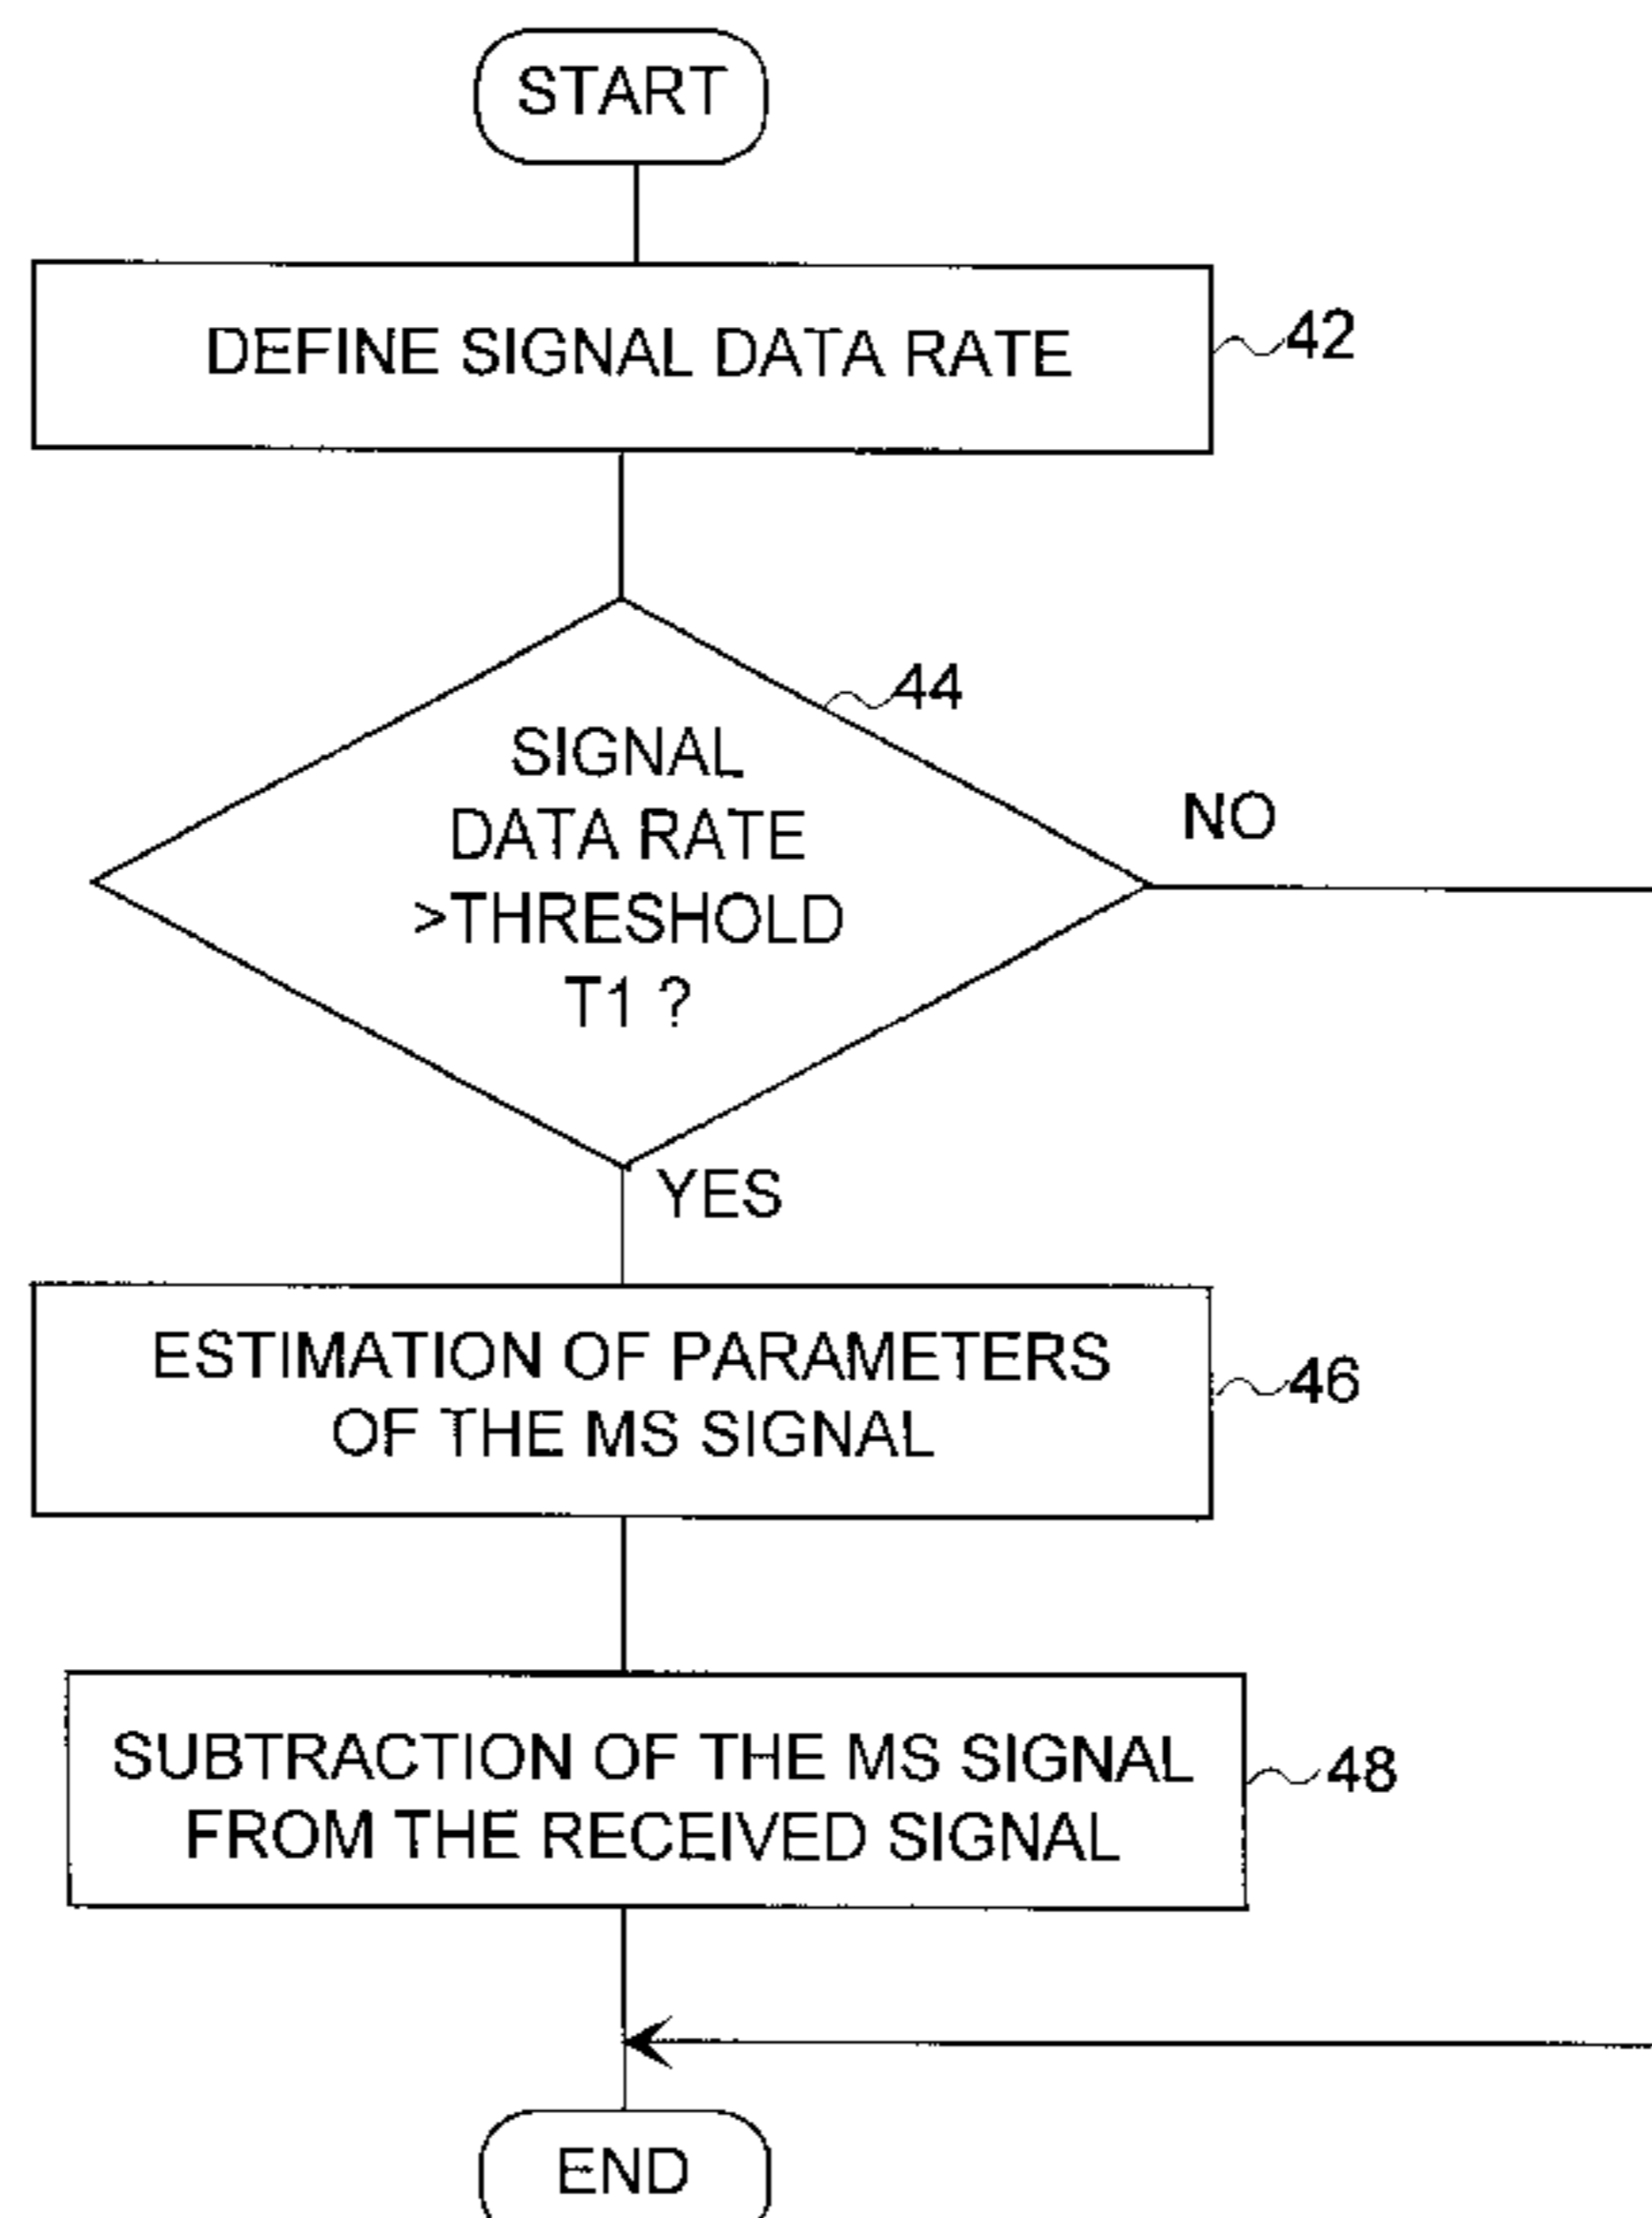 START
DEFINE SIGNAL DATA RATE
42
44
SIGNAL
DATA RATE
>THRESHOLD
T1 ?
NO
YES
ESTIMATION OF PARAMETERS
OF THE MS SIGNAL
46
SUBTRACTION OF THE MS SIGNAL
FROM THE RECEIVED SIGNAL
48
END